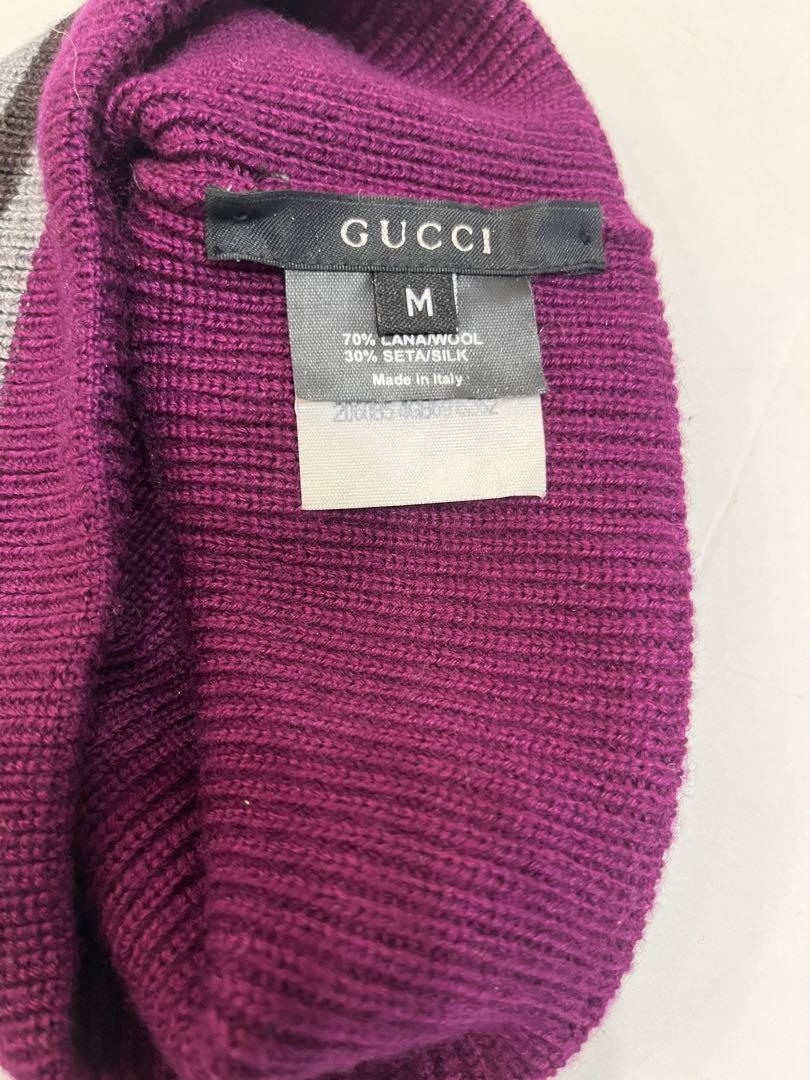 GUCCI
M
70% LANA/WOOL
30% SETA/SILK
Made in Italy